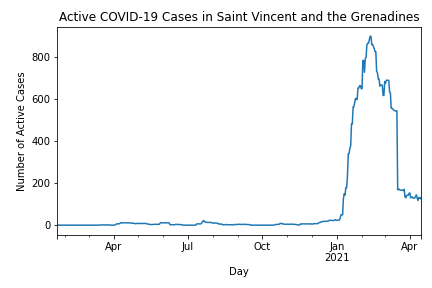 Active COVID-19 Cases in Saint Vincent and the Grenadines
Number of Active Cases
800
600
400
200
0
Apr
Jul
Oct
Jan
2021
Apr
Day